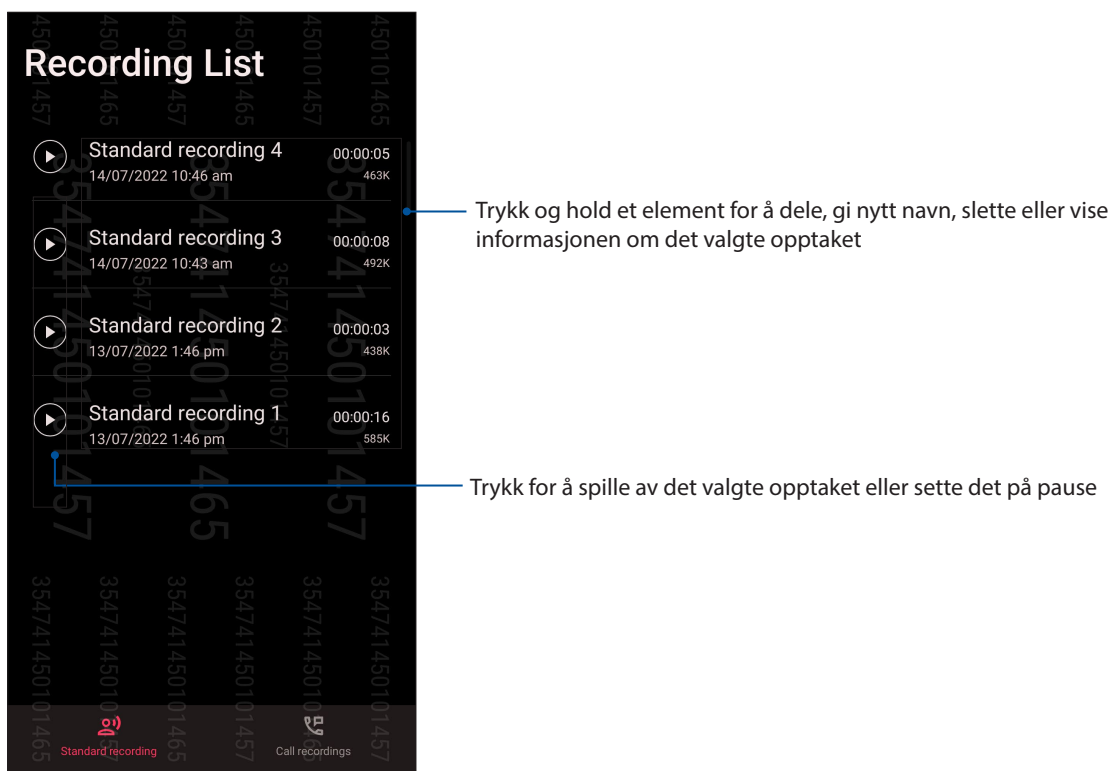 Recording List
Standard recording 4 00:00:05
14/07/2022 10:46 am 463K
Trykk og hold et element for å dele, gi nytt navn, slette eller vise
informasjonen om det valgte opptaket
Standard recording 3 00:00:08
14/07/2022 10:43 am 492K
Standard recording 2 00:00:03
13/07/2022 1:46 pm 438K
Standard recording 1 00:00:16
13/07/2022 1:46 pm 585K
Trykk for å spille av det valgte opptaket eller sette det på pause
Standard recording Call recordings